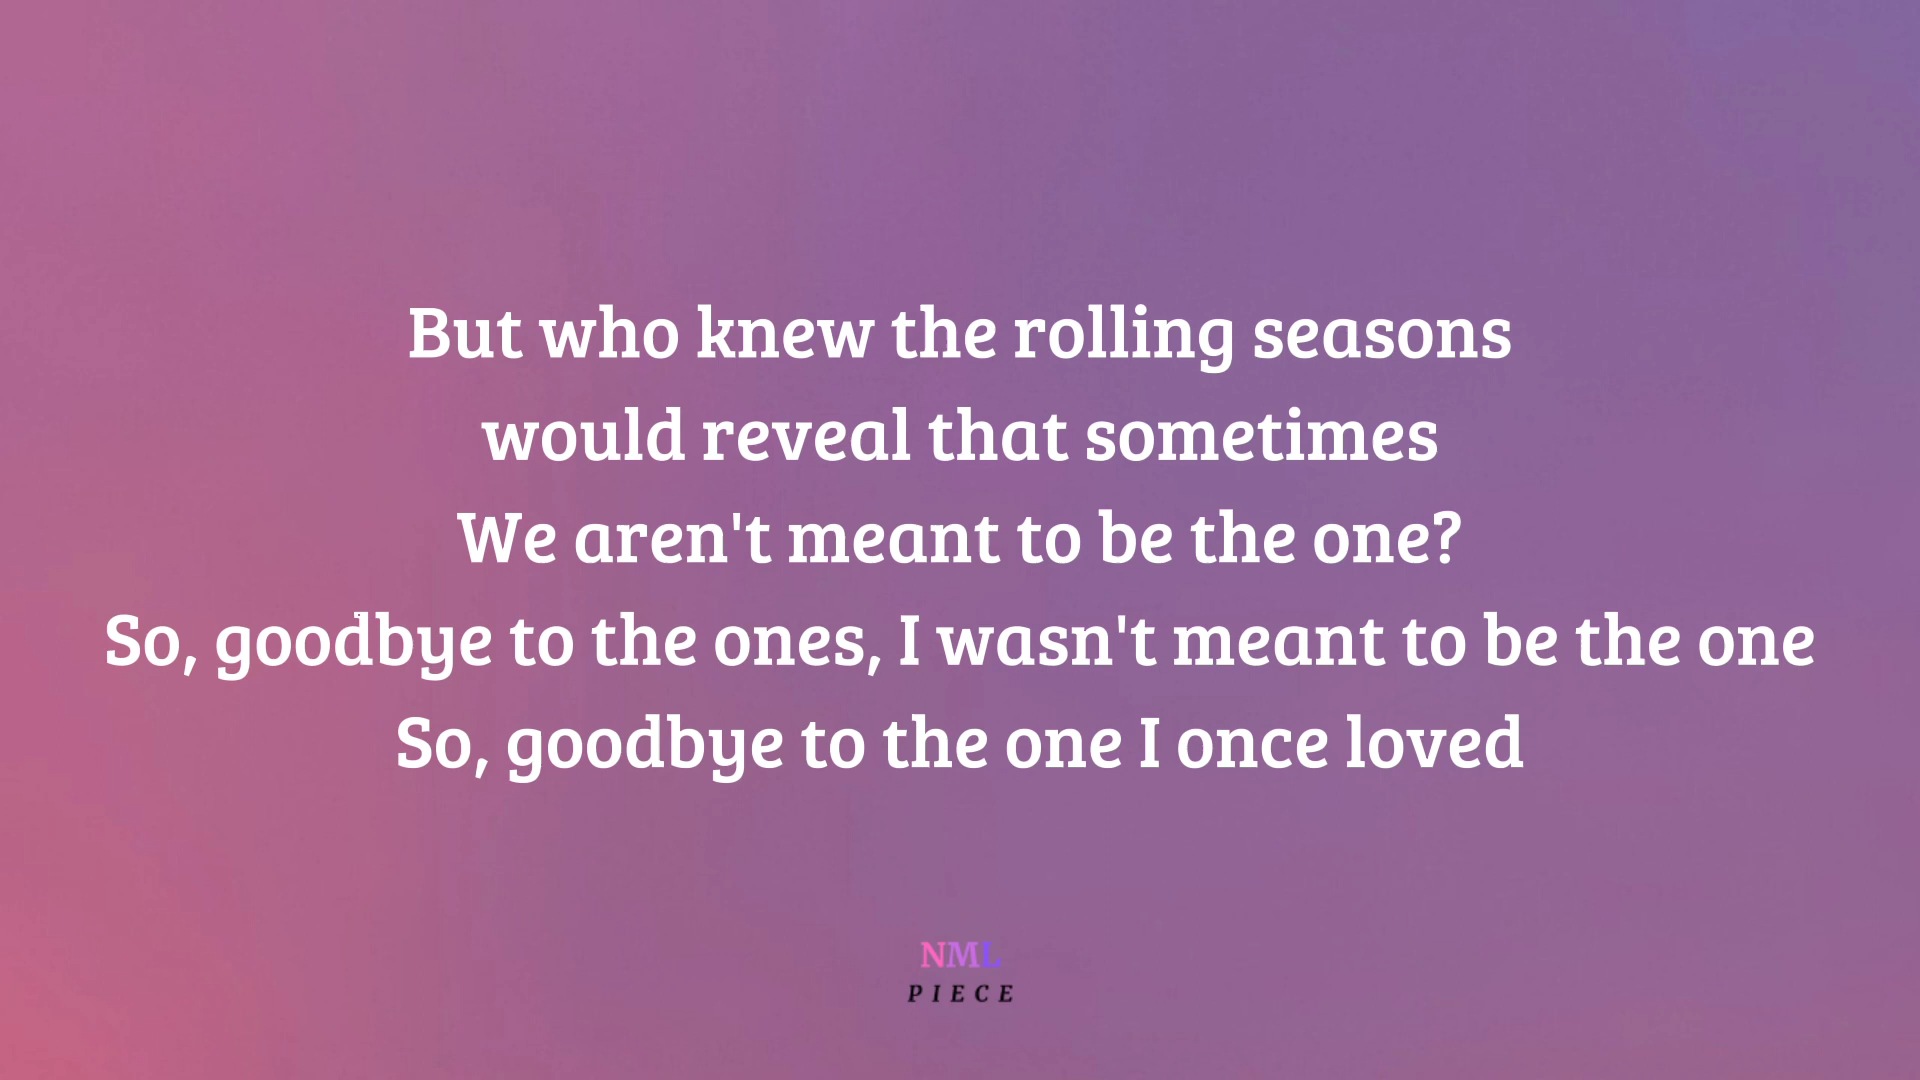 But who knew the rolling seasons
would reveal that sometimes
We aren't meant to be the one?
So, goodbye to the ones, I wasn't meant to be the one
So, goodbye to the one I once loved
NML
PIECE